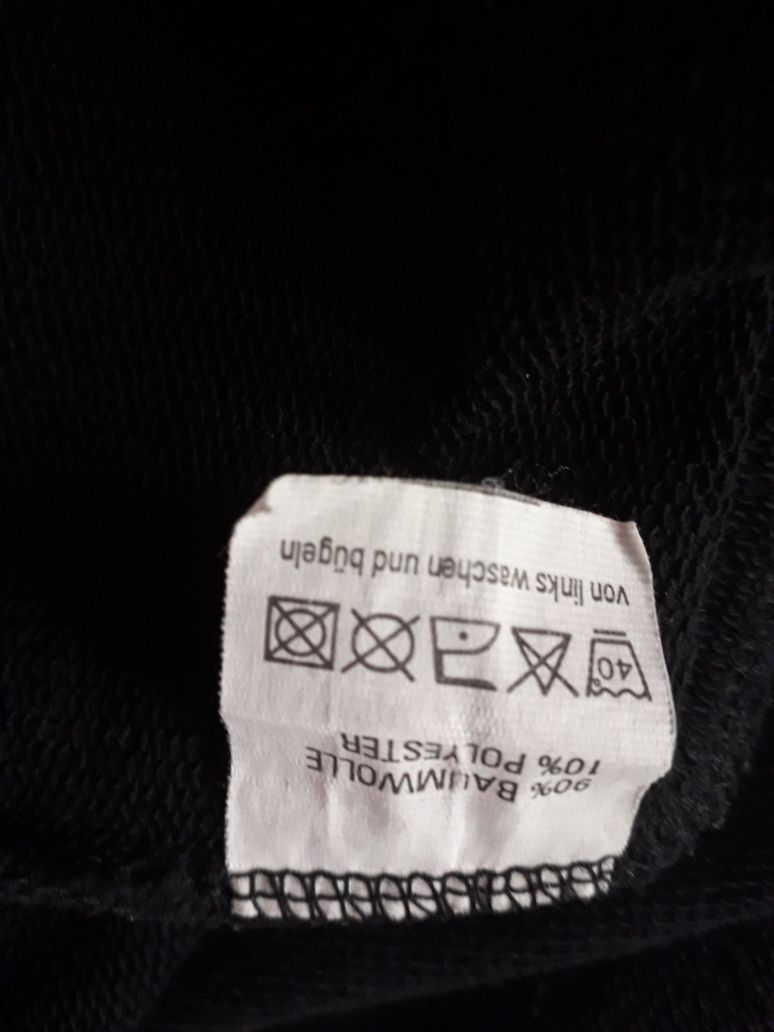 90% BAUMWOLLE
10% POLYESTER
40°
von links waschen und bügeln